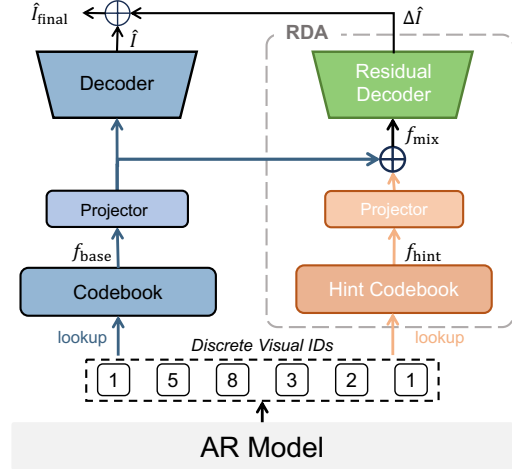 Î_final
Î
ΔÎ
RDA
Decoder
Residual
Decoder
f_mix
Projector
Projector
f_base
f_hint
Codebook
Hint Codebook
lookup
lookup
Discrete Visual IDs
1 5 8 3 2 1
AR Model